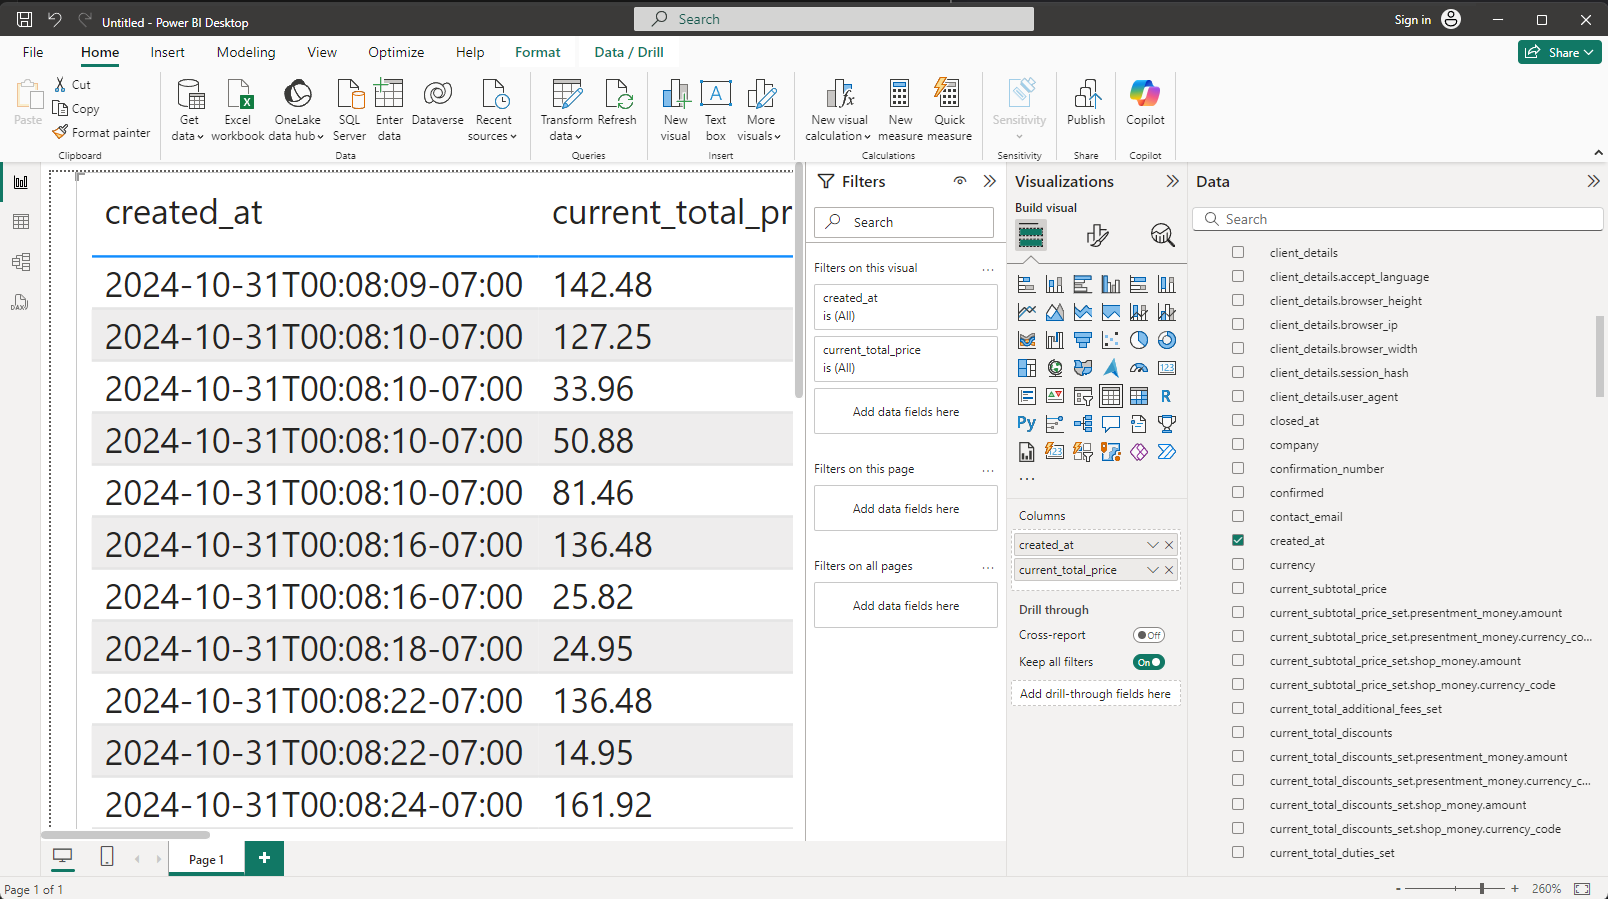 Untitled - Power BI Desktop
Search
Sign in
File Home Insert Modeling View Optimize Help Format Data / Drill
Share
Paste
Cut
Copy
Format painter
Clipboard
Get data
Excel workbook
OneLake data hub
SQL Server
Enter data
Dataverse
Recent sources
Data
Transform data
Refresh
Queries
New visual
Text box
More visuals
Insert
New visual calculation
New measure
Quick measure
Calculations
Sensitivity
Sensitivity
Publish
Share
Copilot
Copilot
created_at current_total_pr
2024-10-31T00:08:09-07:00 142.48
2024-10-31T00:08:10-07:00 127.25
2024-10-31T00:08:10-07:00 33.96
2024-10-31T00:08:10-07:00 50.88
2024-10-31T00:08:10-07:00 81.46
2024-10-31T00:08:16-07:00 136.48
2024-10-31T00:08:16-07:00 25.82
2024-10-31T00:08:18-07:00 24.95
2024-10-31T00:08:22-07:00 136.48
2024-10-31T00:08:22-07:00 14.95
2024-10-31T00:08:24-07:00 161.92
Filters
Search
Filters on this visual ...
created_at
is (All)
current_total_price
is (All)
Add data fields here
Filters on this page ...
Add data fields here
Filters on all pages ...
Add data fields here
Visualizations
Build visual
123
R
Py
123
...
Columns
created_at
current_total_price
Drill through
Cross-report Off
Keep all filters On
Add drill-through fields here
Data
Search
client_details
client_details.accept_language
client_details.browser_height
client_details.browser_ip
client_details.browser_width
client_details.session_hash
client_details.user_agent
closed_at
company
confirmation_number
confirmed
contact_email
created_at
currency
current_subtotal_price
current_subtotal_price_set.presentment_money.amount
current_subtotal_price_set.presentment_money.currency_co...
current_subtotal_price_set.shop_money.amount
current_subtotal_price_set.shop_money.currency_code
current_total_additional_fees_set
current_total_discounts
current_total_discounts_set.presentment_money.amount
current_total_discounts_set.presentment_money.currency_c...
current_total_discounts_set.shop_money.amount
current_total_discounts_set.shop_money.currency_code
current_total_duties_set
Page 1
+
Page 1 of 1
- + 260%